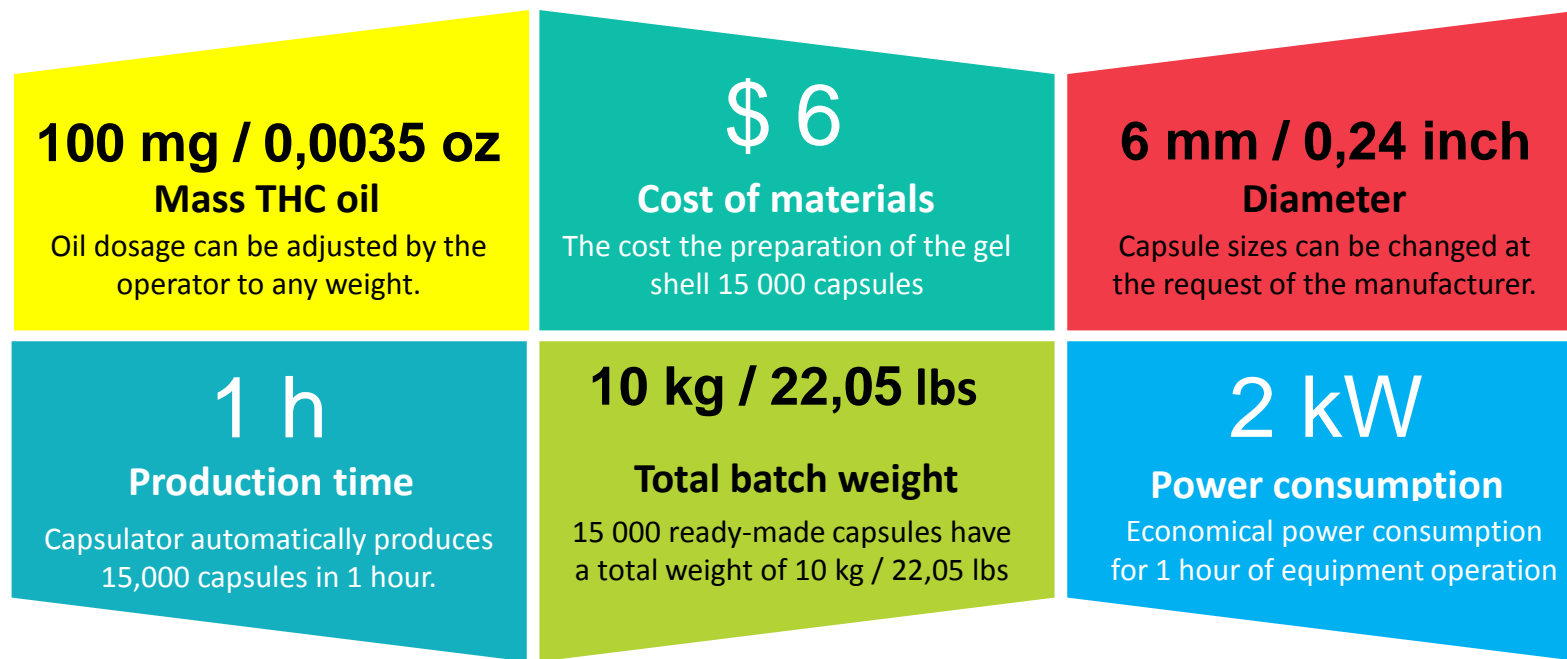 100 mg / 0,0035 oz
Mass THC oil
Oil dosage can be adjusted by the
operator to any weight.
$ 6
Cost of materials
The cost the preparation of the gel
shell 15 000 capsules
6 mm / 0,24 inch
Diameter
Capsule sizes can be changed at
the request of the manufacturer.
1 h
Production time
Capsulator automatically produces
15,000 capsules in 1 hour.
10 kg / 22,05 lbs
Total batch weight
15 000 ready-made capsules have
a total weight of 10 kg / 22,05 lbs
2 kW
Power consumption
Economical power consumption
for 1 hour of equipment operation